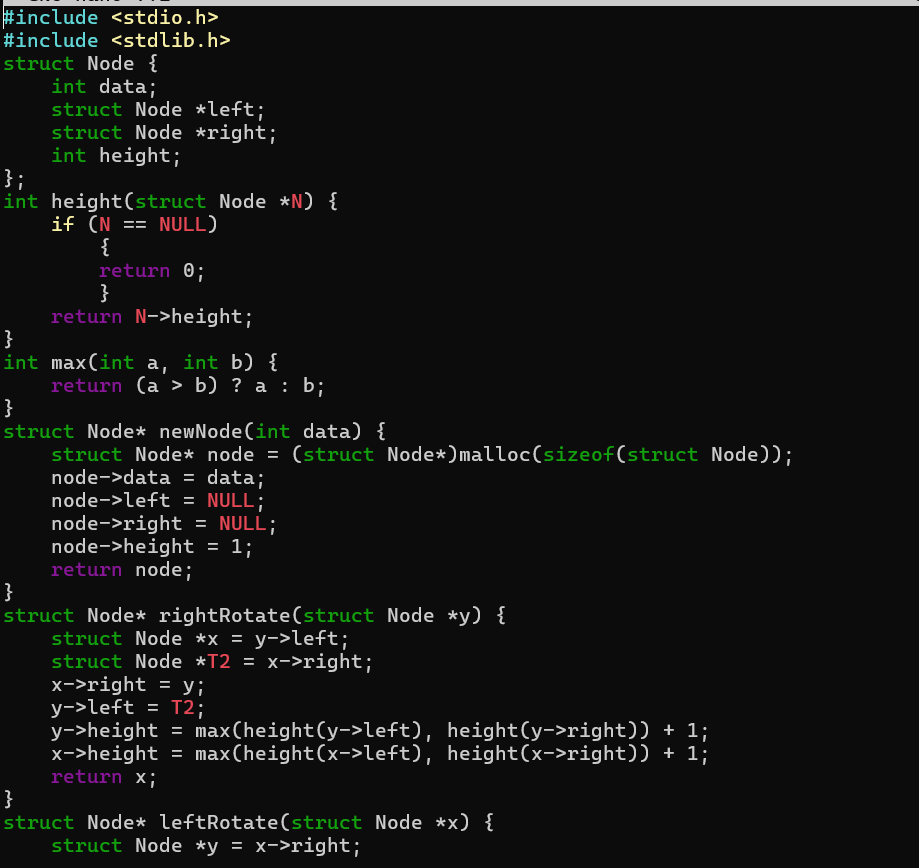 #include <stdio.h>
#include <stdlib.h>
struct Node {
    int data;
    struct Node *left;
    struct Node *right;
    int height;
};
int height(struct Node *N) {
    if (N == NULL)
        {
        return 0;
        }
    return N->height;
}
int max(int a, int b) {
    return (a > b) ? a : b;
}
struct Node* newNode(int data) {
    struct Node* node = (struct Node*)malloc(sizeof(struct Node));
    node->data = data;
    node->left = NULL;
    node->right = NULL;
    node->height = 1;
    return node;
}
struct Node* rightRotate(struct Node *y) {
    struct Node *x = y->left;
    struct Node *T2 = x->right;
    x->right = y;
    y->left = T2;
    y->height = max(height(y->left), height(y->right)) + 1;
    x->height = max(height(x->left), height(x->right)) + 1;
    return x;
}
struct Node* leftRotate(struct Node *x) {
    struct Node *y = x->right;